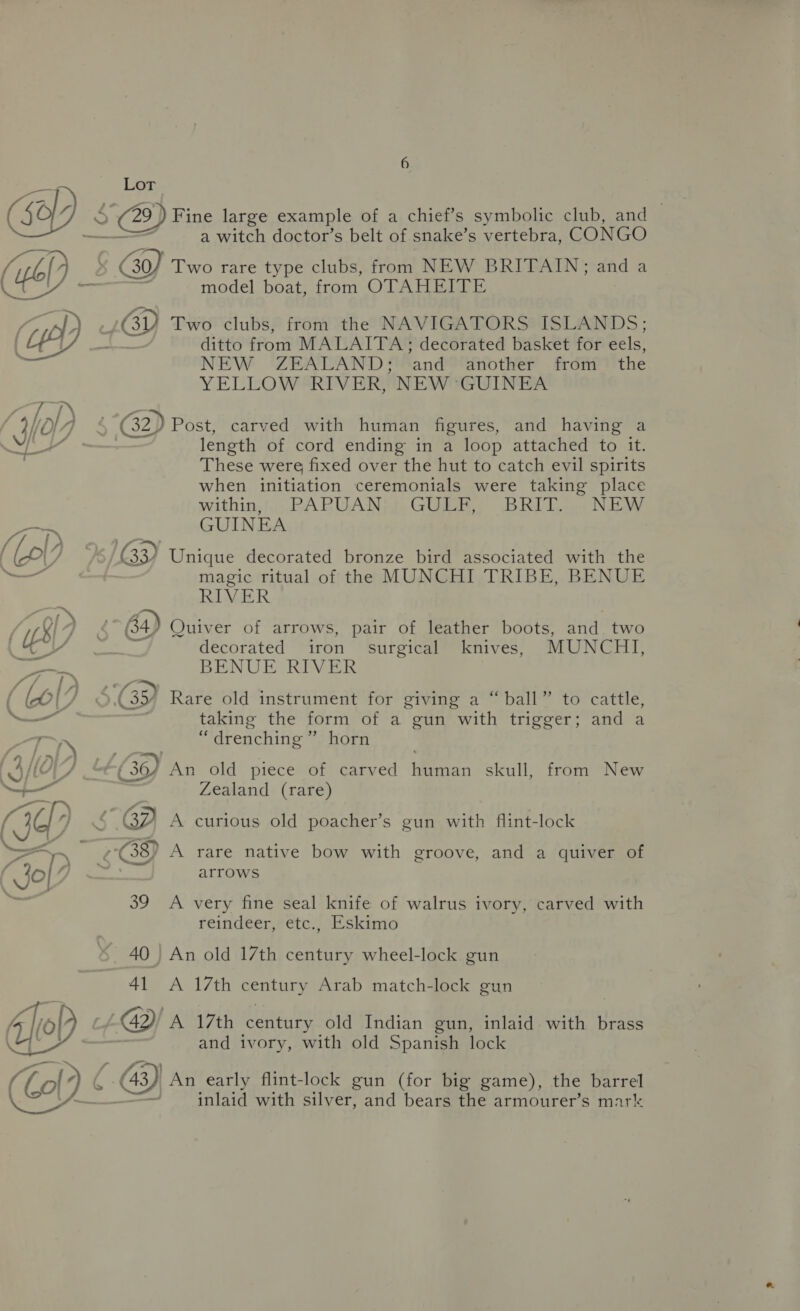 6
Lot
(50/-) 5 (29) Fine large example of a chief's symbolic club, and
a witch doctor's belt of snake's vertebra, CONGO
(30) Two rare type clubs, from NEW BRITAIN; and a
model boat, from OTAHEITE
(31) Two clubs, from the NAVIGATORS ISLANDS;
ditto from MALAITA; decorated basket for eels,
NEW ZEALAND; and another from the
YELLOW RIVER, NEW GUINEA
(32) Post, carved with human figures, and having a
length of cord ending in a loop attached to it.
These were fixed over the hut to catch evil spirits
when initiation ceremonials were taking place
within, PAPUAN GULF, BRIT. NEW
GUINEA
(33) Unique decorated bronze bird associated with the
magic ritual of the MUNCHI TRIBE, BENUE
RIVER
(34) Quiver of arrows, pair of leather boots, and two
decorated iron surgical knives, MUNCHI,
BENUE RIVER
(35) Rare old instrument for giving a "ball" to cattle,
taking the form of a gun with trigger; and a
"drenching" horn
(36) An old piece of carved human skull, from New
Zealand (rare)
(37) A curious old poacher's gun with flint-lock
(38) A rare native bow with groove, and a quiver of
arrows
39 A very fine seal knife of walrus ivory, carved with
reindeer, etc., Eskimo
40 An old 17th century wheel-lock gun
41 A 17th century Arab match-lock gun
(42) A 17th century old Indian gun, inlaid with brass
and ivory, with old Spanish lock
(43) An early flint-lock gun (for big game), the barrel
inlaid with silver, and bears the armourer's mark